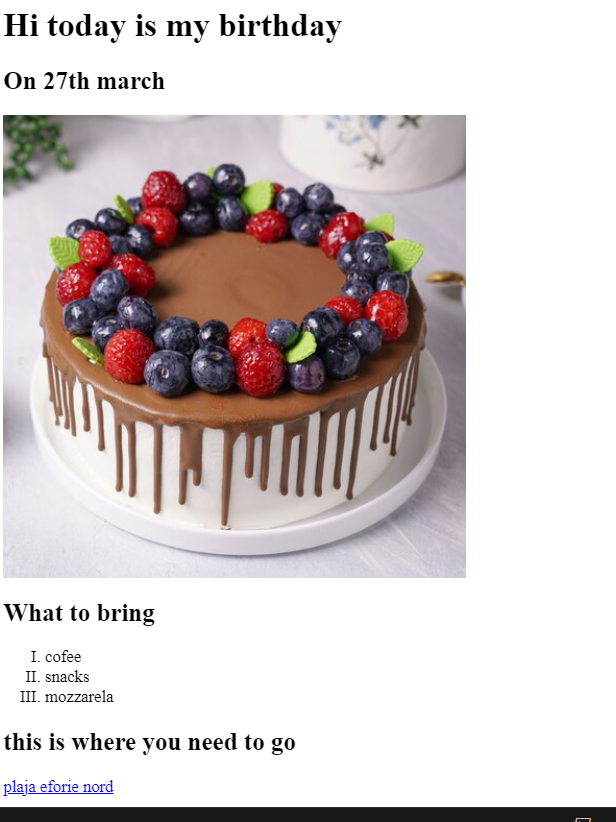 Hi today is my birthday
On 27th march
What to bring
I. cofee
II. snacks
III. mozzarela
this is where you need to go
plaja eforie nord